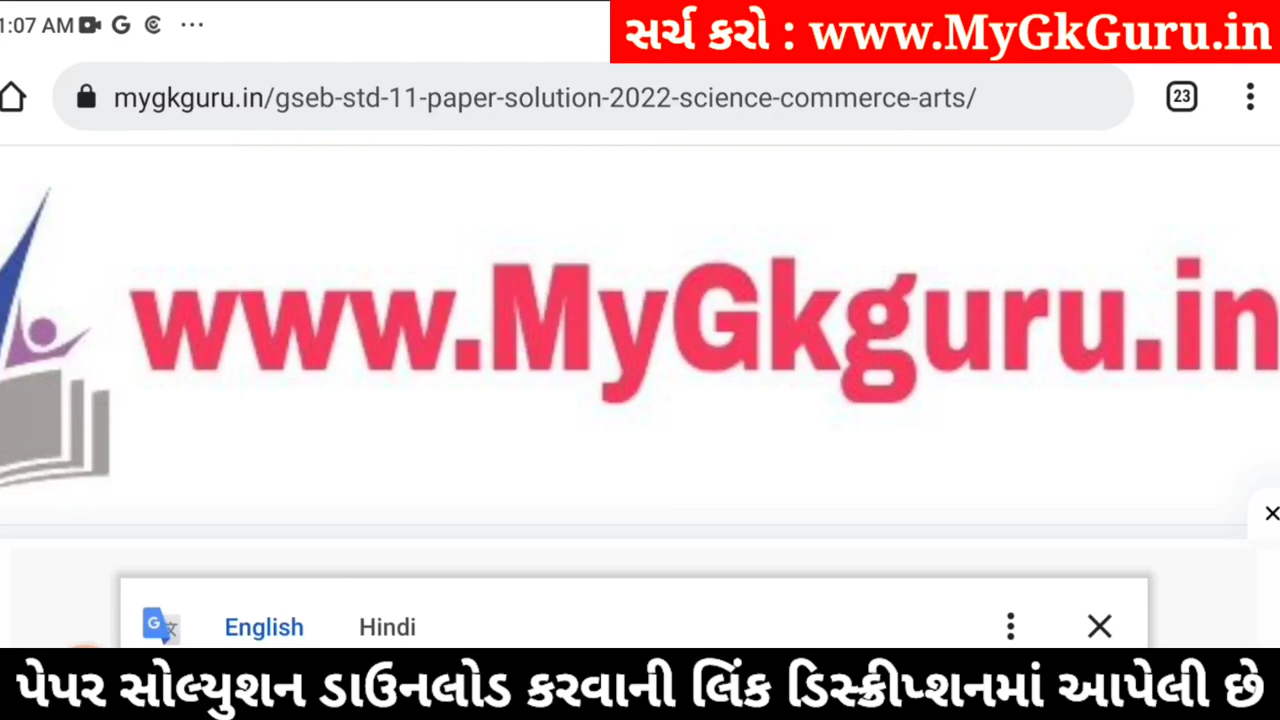 1:07 AM G ...
સર્ચ કરો : www.MyGkGuru.in
mygkguru.in/gseb-std-11-paper-solution-2022-science-commerce-arts/
23
www.MyGkguru.in
English Hindi
પેપર સોલ્યુશન ડાઉનલોડ કરવાની લિંક ડિસ્ક્રીપ્શનમાં આપેલી છે